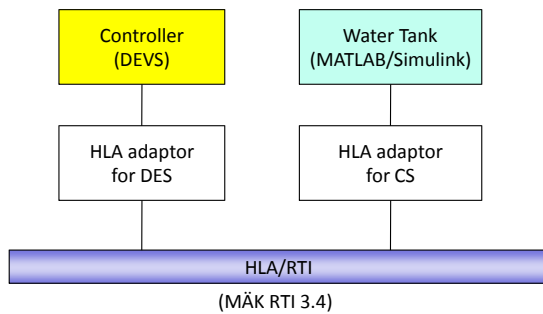 Controller
(DEVS)
Water Tank
(MATLAB/Simulink)
HLA adaptor
for DES
HLA adaptor
for CS
HLA/RTI
(MÄK RTI 3.4)